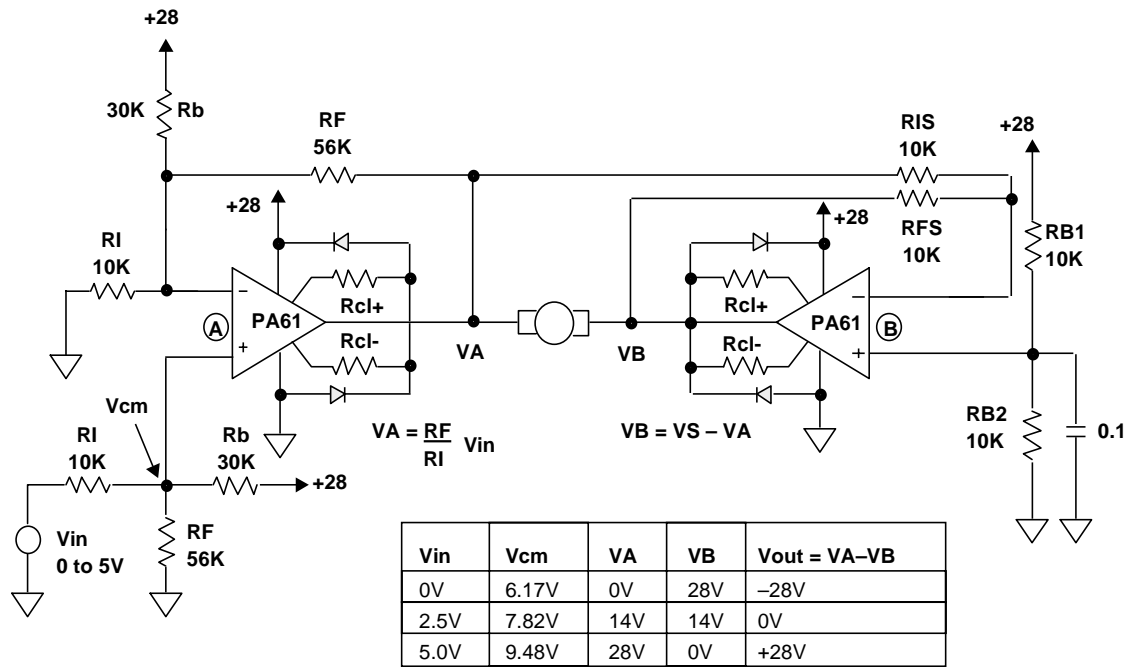 +28
30K Rb
RF
56K
RIS
10K
+28
+28
+28
RFS
10K
RB1
10K
RI
10K
Rcl+
Rcl+
−
−
A
PA61
PA61
B
+
+
Rcl-
Rcl-
VA
VB
Vcm
VA = RF/RI Vin
VB = VS – VA
RB2
10K
0.1
RI
10K
Rb
30K
+28
Vin
0 to 5V
RF
56K
Vin Vcm VA VB Vout = VA–VB
0V 6.17V 0V 28V –28V
2.5V 7.82V 14V 14V 0V
5.0V 9.48V 28V 0V +28V